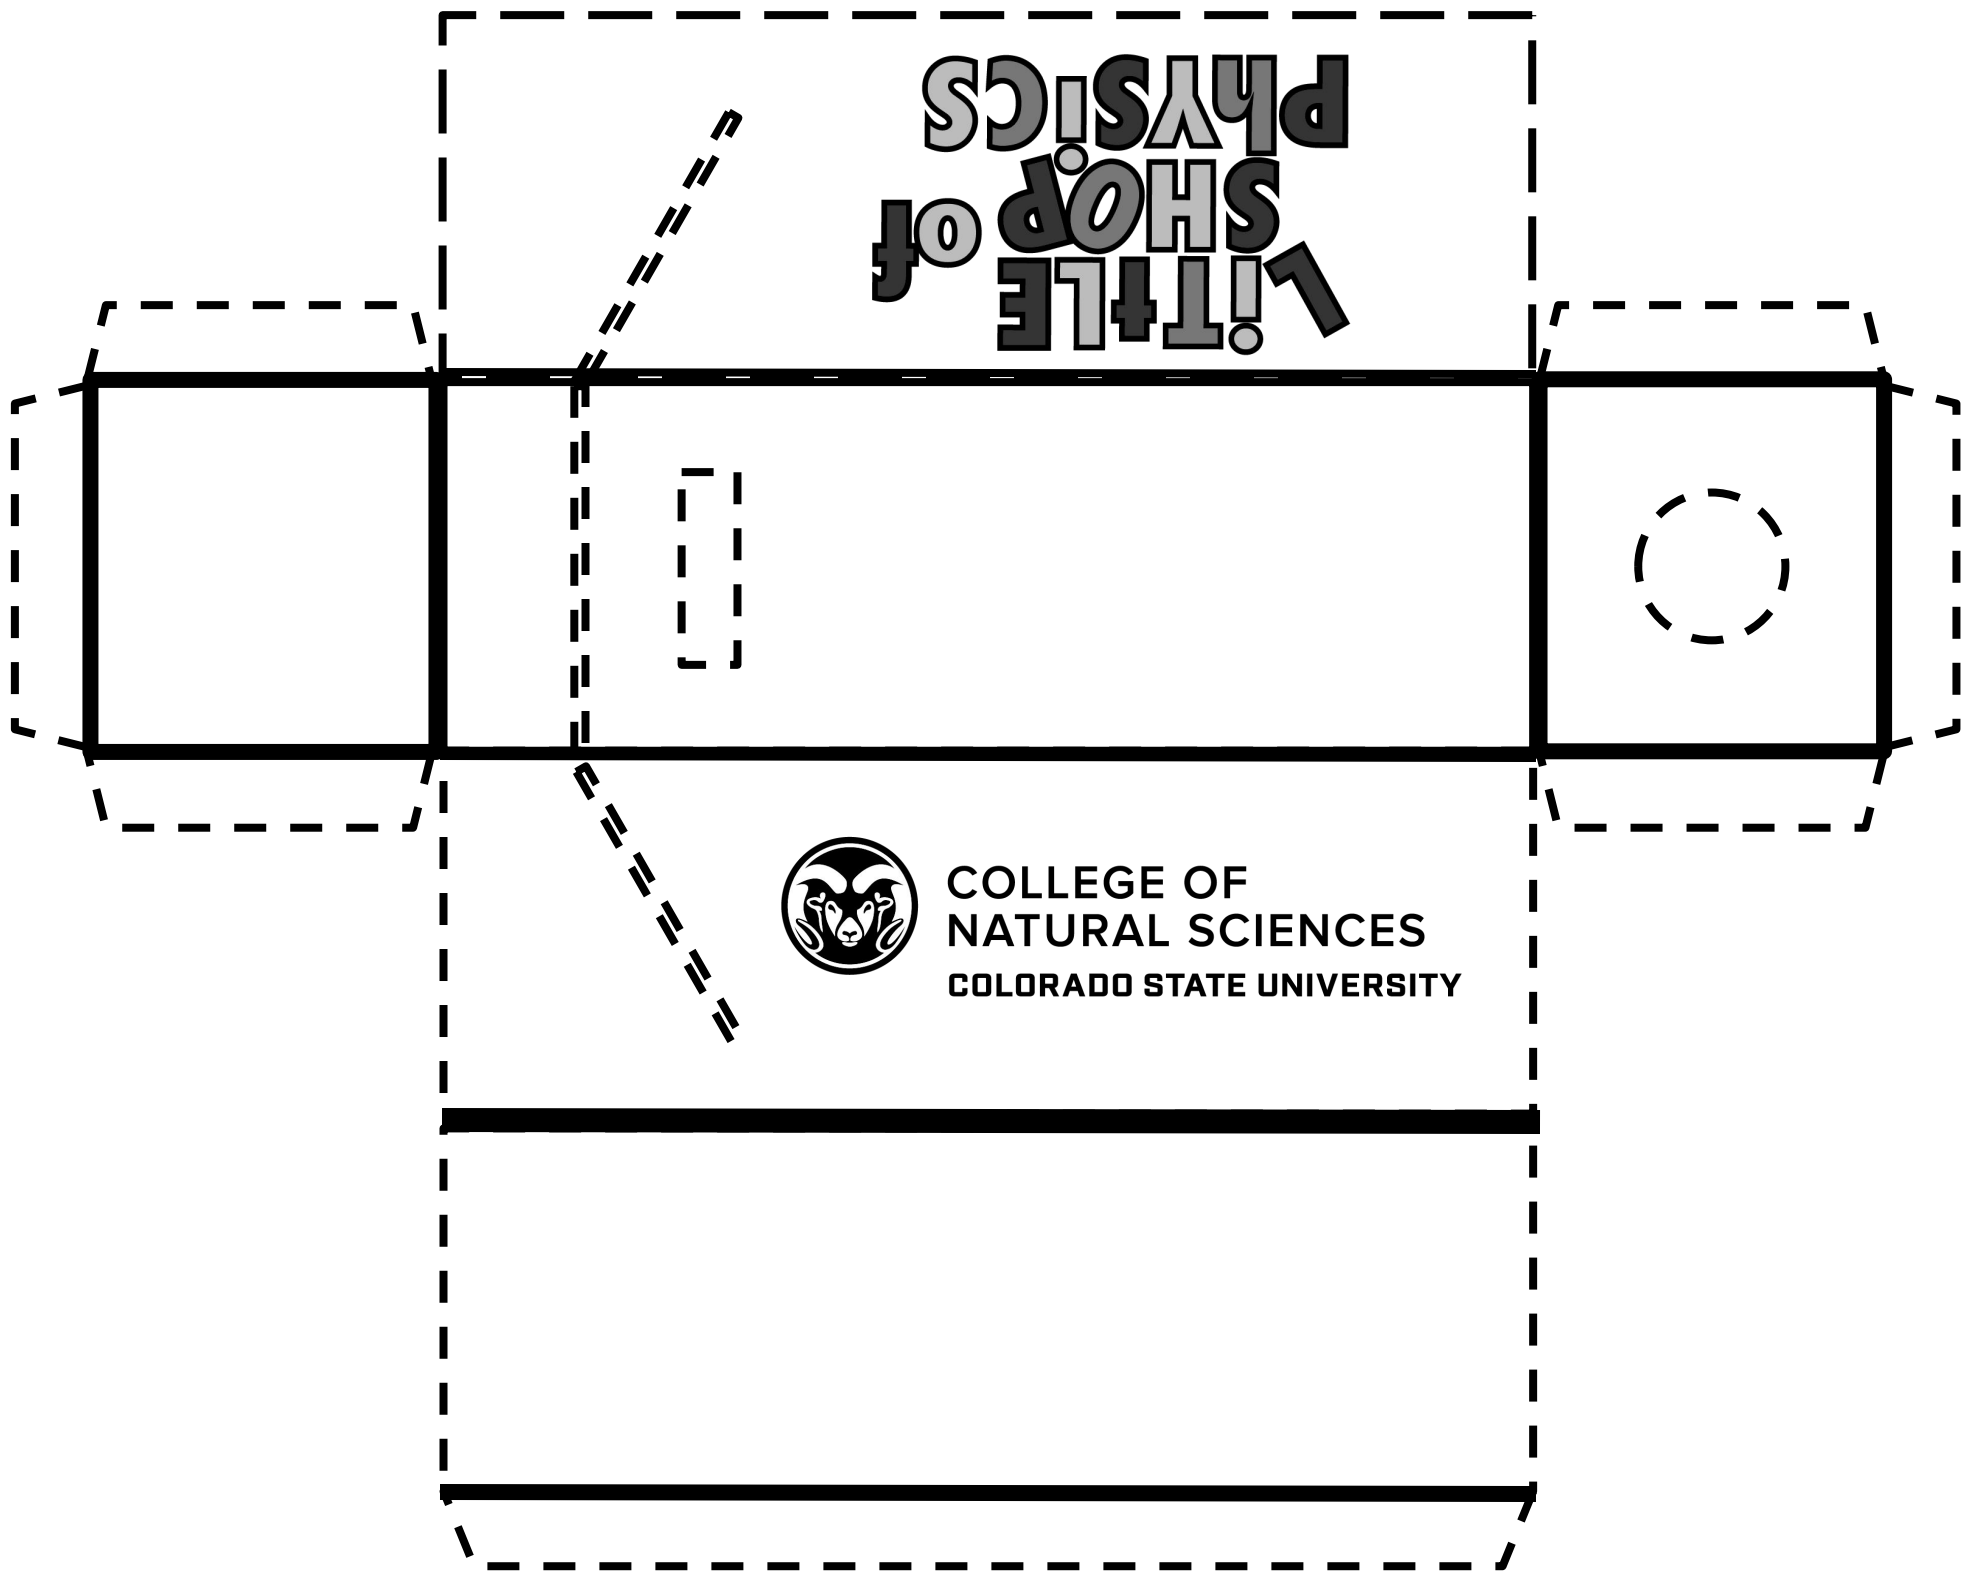 LiTtLE
SHOP of
PhYSiCS
COLLEGE OF
NATURAL SCIENCES
COLORADO STATE UNIVERSITY